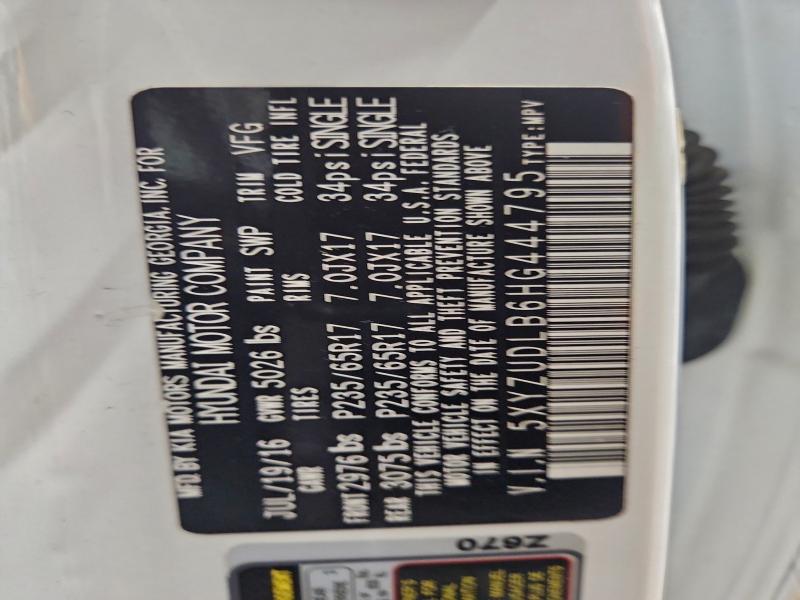 MFD BY KIA MOTORS MANUFACTURING GEORGIA, INC. FOR
HYUNDAI MOTOR COMPANY
JUL/19/16 GVWR 5026 lbs PAINT SWP TRIM VFG
GAWR TIRES RIMS COLD TIRE INFL
FRONT 2976 lbs P235/65R17 7.0JX17 34psi SINGLE
REAR 3075 lbs P235/65R17 7.0JX17 34psi SINGLE
THIS VEHICLE CONFORMS TO ALL APPLICABLE U.S.A. FEDERAL
MOTOR VEHICLE SAFETY AND THEFT PREVENTION STANDARDS
IN EFFECT ON THE DATE OF MANUFACTURE SHOWN ABOVE
V.I.N 5XYZUDLB6HG444795 TYPE:MPV
Z670